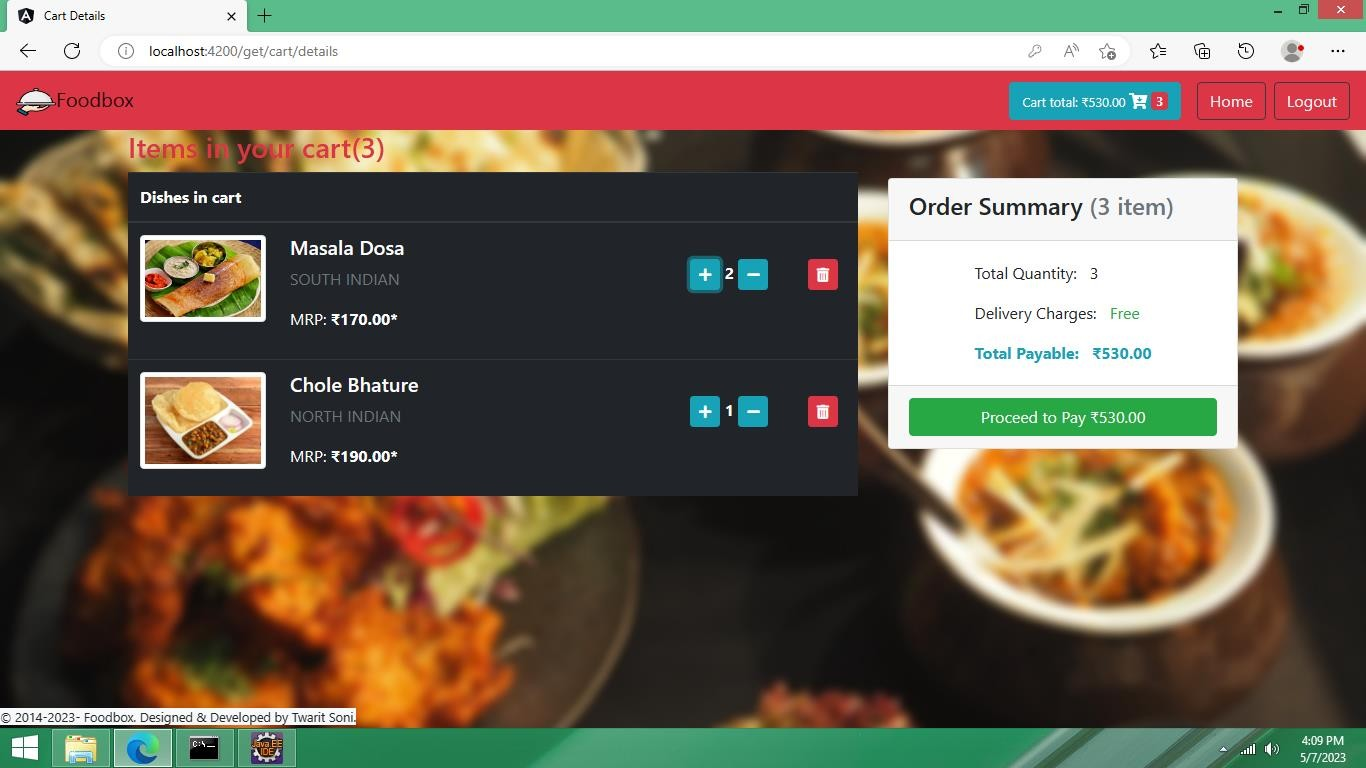 Cart Details
localhost:4200/get/cart/details
Foodbox
Cart total: ₹530.00 3
Home
Logout
Items in your cart(3)
Dishes in cart
Masala Dosa
SOUTH INDIAN
MRP: ₹170.00*
2
Chole Bhature
NORTH INDIAN
MRP: ₹190.00*
1
Order Summary (3 item)
Total Quantity: 3
Delivery Charges: Free
Total Payable: ₹530.00
Proceed to Pay ₹530.00
© 2014-2023- Foodbox. Designed & Developed by Twarit Soni.
C:\
Java EE
IDE
4:09 PM
5/7/2023